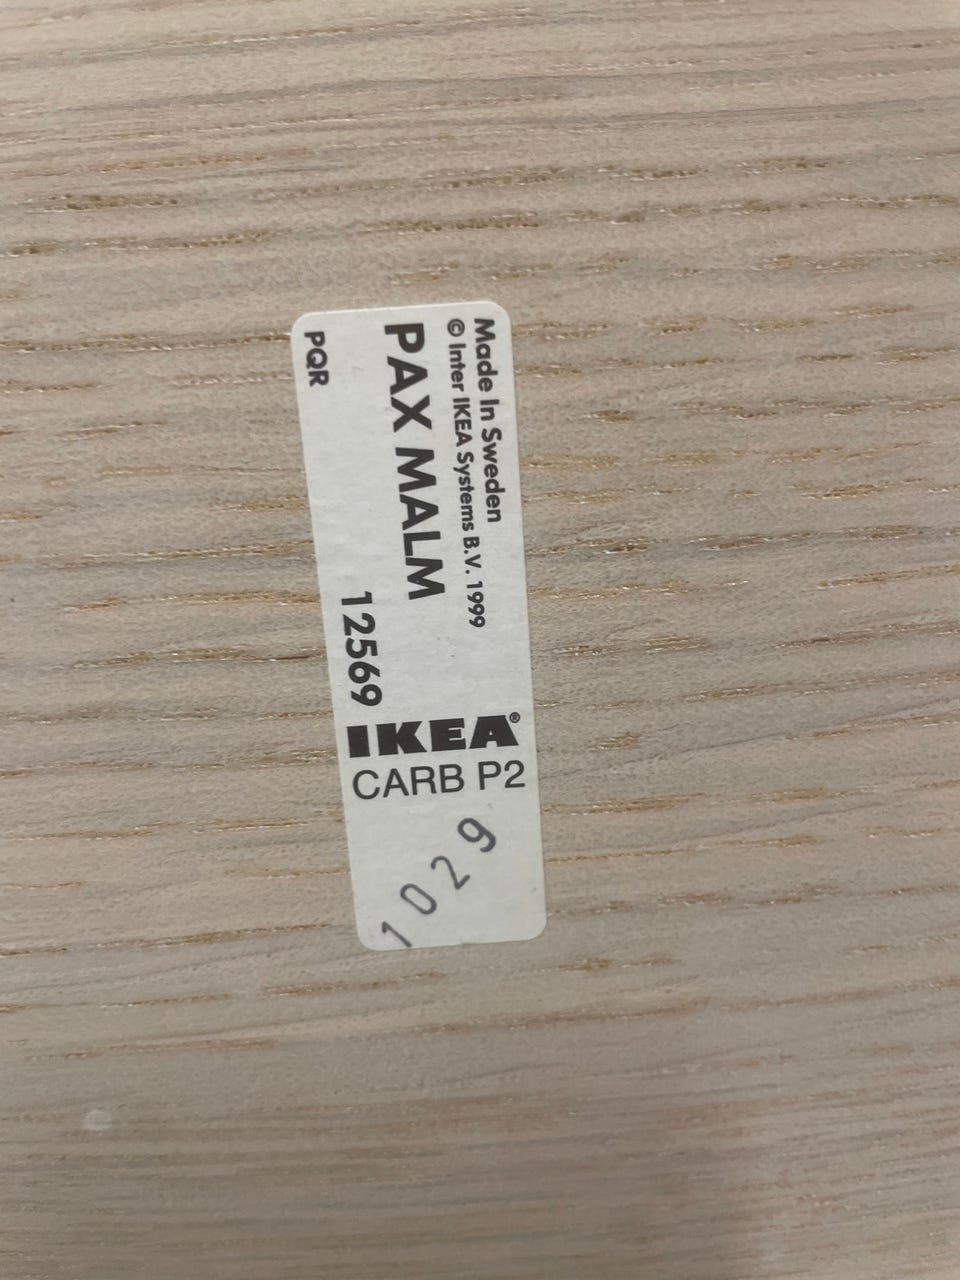 Made In Sweden
© Inter IKEA Systems B.V. 1999
PAX MALM
12569
PQR
IKEA®
CARB P2
1029